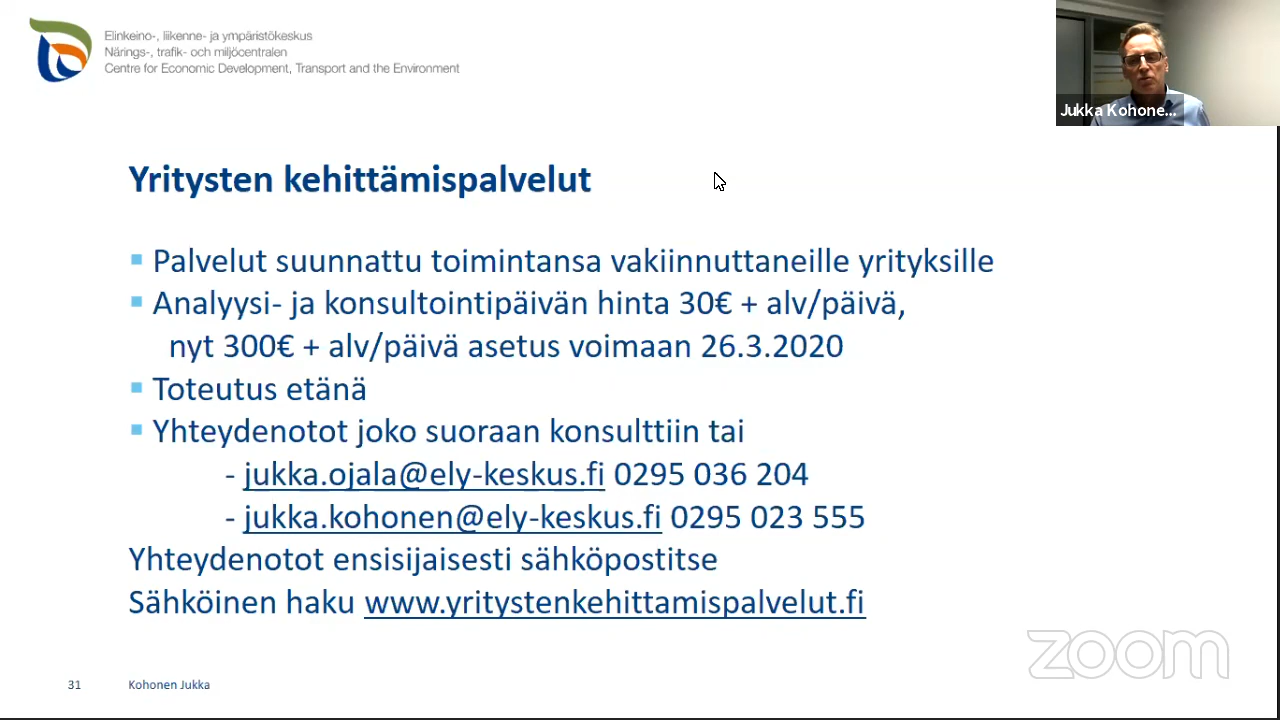 Elinkeino-, liikenne- ja ympäristökeskus
Närings-, trafik- och miljöcentralen
Centre for Economic Development, Transport and the Environment
Jukka Kohone...
Yritysten kehittämispalvelut
Palvelut suunnattu toimintansa vakiinnuttaneille yrityksille
Analyysi- ja konsultointipäivän hinta 30€ + alv/päivä,
nyt 300€ + alv/päivä asetus voimaan 26.3.2020
Toteutus etänä
Yhteydenotot joko suoraan konsulttiin tai
- jukka.ojala@ely-keskus.fi 0295 036 204
- jukka.kohonen@ely-keskus.fi 0295 023 555
Yhteydenotot ensisijaisesti sähköpostitse
Sähköinen haku www.yritystenkehittamispalvelut.fi
zoom
31 Kohonen Jukka